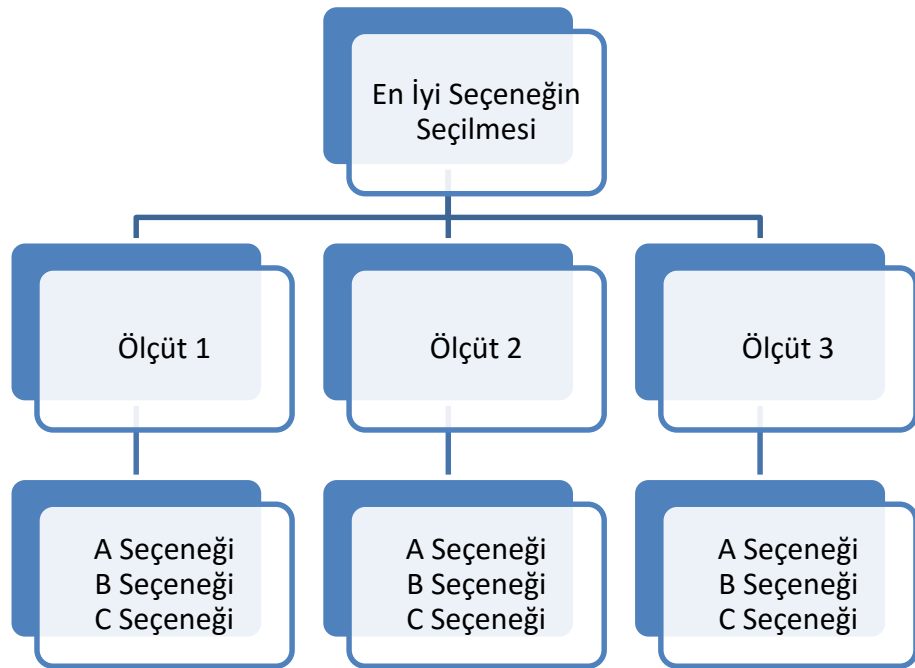 En İyi Seçeneğin
Seçilmesi
Ölçüt 1
Ölçüt 2
Ölçüt 3
A Seçeneği
B Seçeneği
C Seçeneği
A Seçeneği
B Seçeneği
C Seçeneği
A Seçeneği
B Seçeneği
C Seçeneği